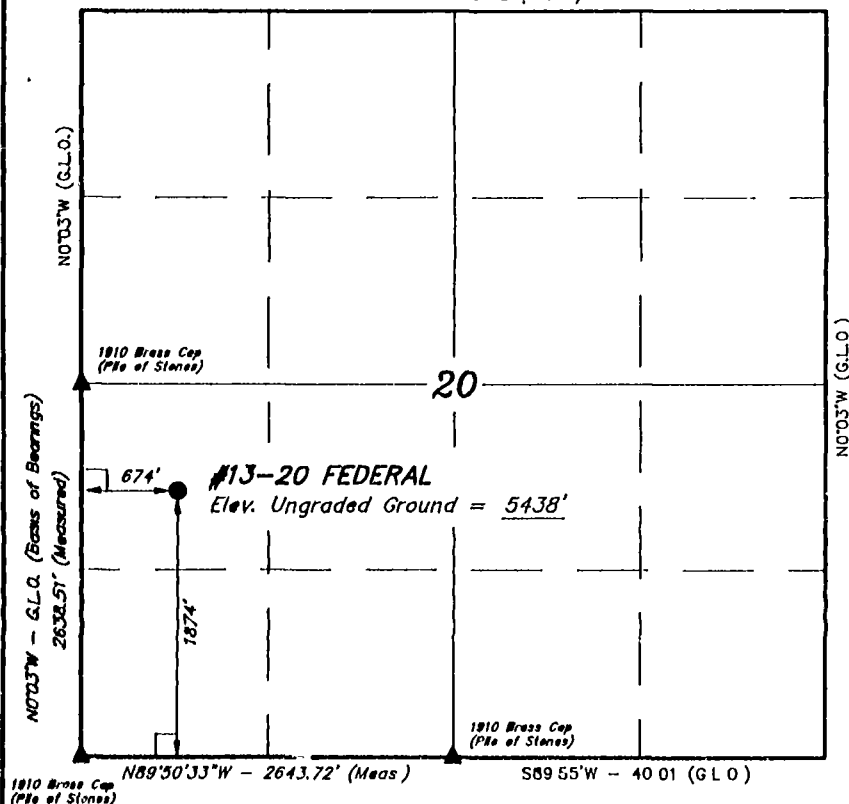 N0°03'W (G.L.O.)
1910 Brass Cap
(Pile of Stones)
20
N0°03'W (G.L.O.)
674'
#13-20 FEDERAL
Elev. Ungraded Ground = 5438'
N0°03'W - G.L.O. (Basis of Bearings)
2638.51' (Measured)
1874'
1910 Brass Cap
(Pile of Stones)
1910 Brass Cap
(Pile of Stones)
N89°50'33"W - 2643.72' (Meas)
S89 55'W - 40 01 (G L O)